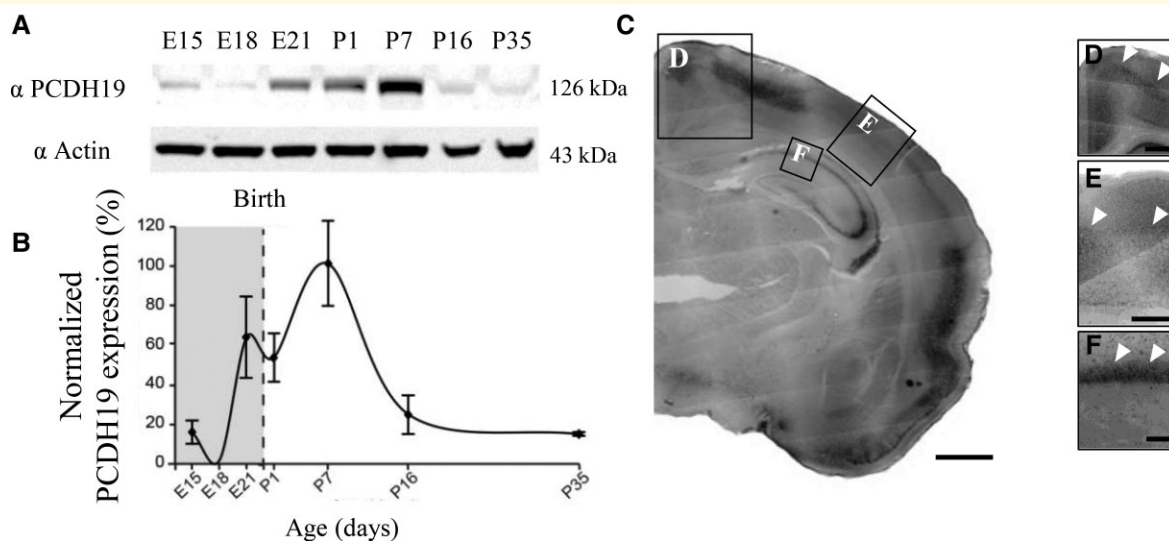 A
E15 E18 E21 P1 P7 P16 P35
α PCDH19
126 kDa
α Actin
43 kDa
Birth
B
Normalized
PCDH19 expression (%)
120
100
80
60
40
20
0
E15 E18 E21 P1 P7 P16 P35
Age (days)
C
D
E
F
D
E
F